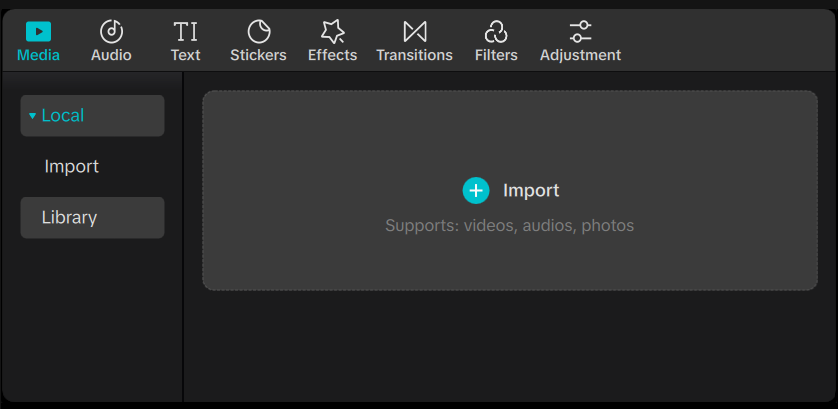 Media Audio Text Stickers Effects Transitions Filters Adjustment
Local
Import
Library
Import
Supports: videos, audios, photos